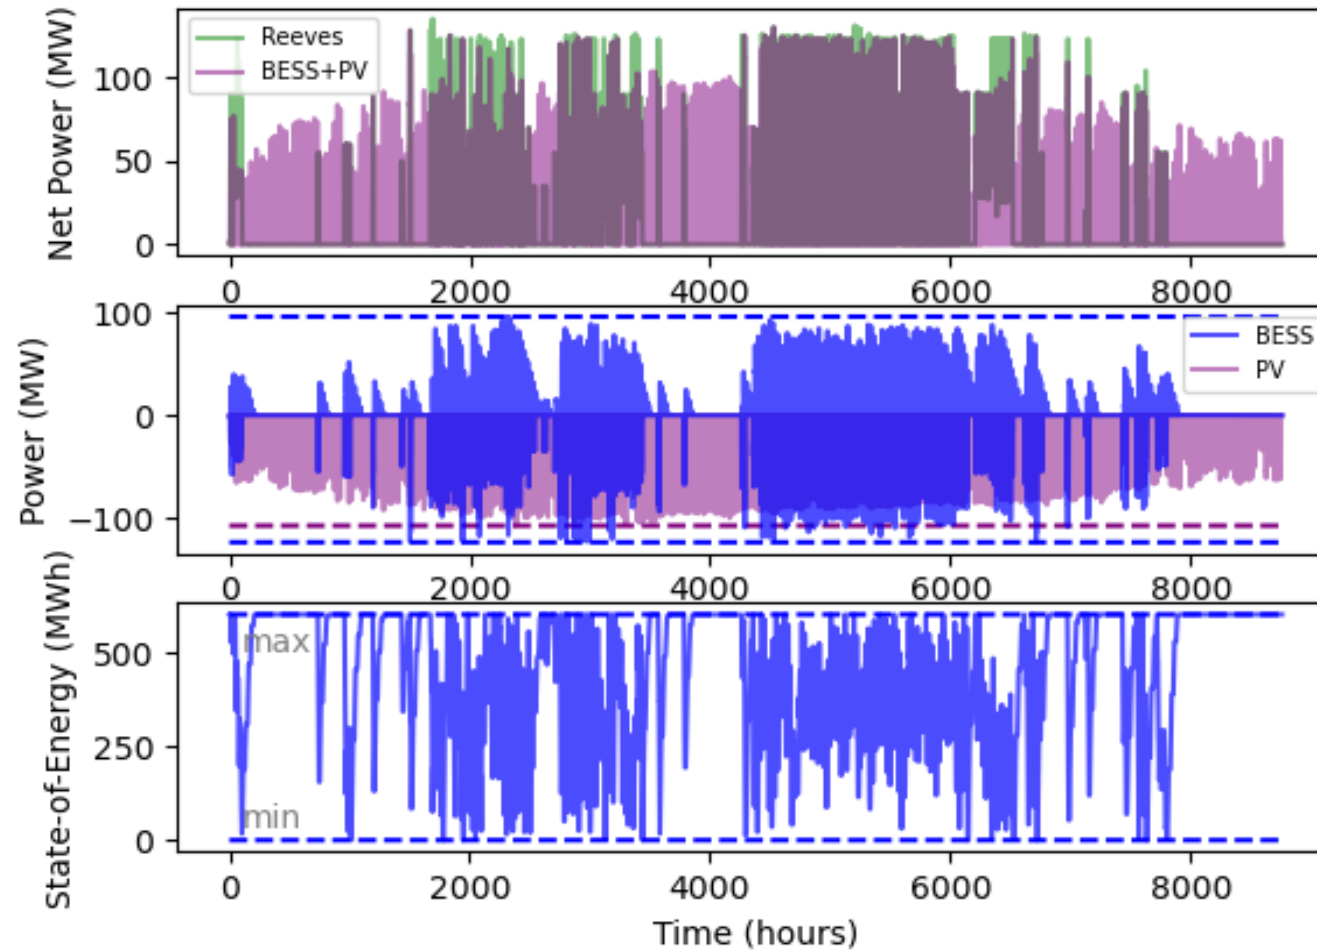 Net Power (MW)
100
50
0
Reeves
BESS+PV
0 2000 4000 6000 8000
Power (MW)
100
0
−100
BESS
PV
0 2000 4000 6000 8000
State-of-Energy (MWh)
500
250
0
max
min
0 2000 4000 6000 8000
Time (hours)